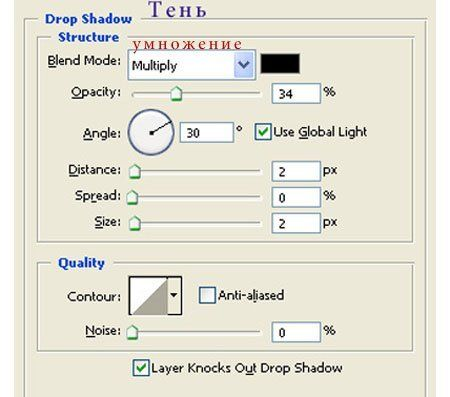 Тень
Drop Shadow
Structure
умножение
Blend Mode: Multiply
Opacity: 34 %
Angle: 30 ° Use Global Light
Distance: 2 px
Spread: 0 %
Size: 2 px
Quality
Contour: Anti-aliased
Noise: 0 %
Layer Knocks Out Drop Shadow